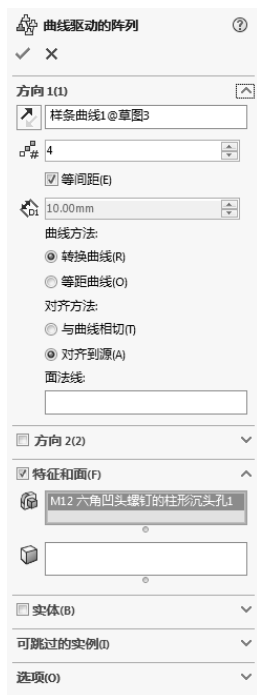 曲线驱动的阵列
方向 1(1)
样条曲线1@草图3
4
等间距(E)
10.00mm
曲线方法:
转换曲线(R)
等距曲线(O)
对齐方法:
与曲线相切(T)
对齐到源(A)
面法线:
方向 2(2)
特征和面(F)
M12 六角凹头螺钉的柱形沉头孔1
实体(B)
可跳过的实例(I)
选项(O)